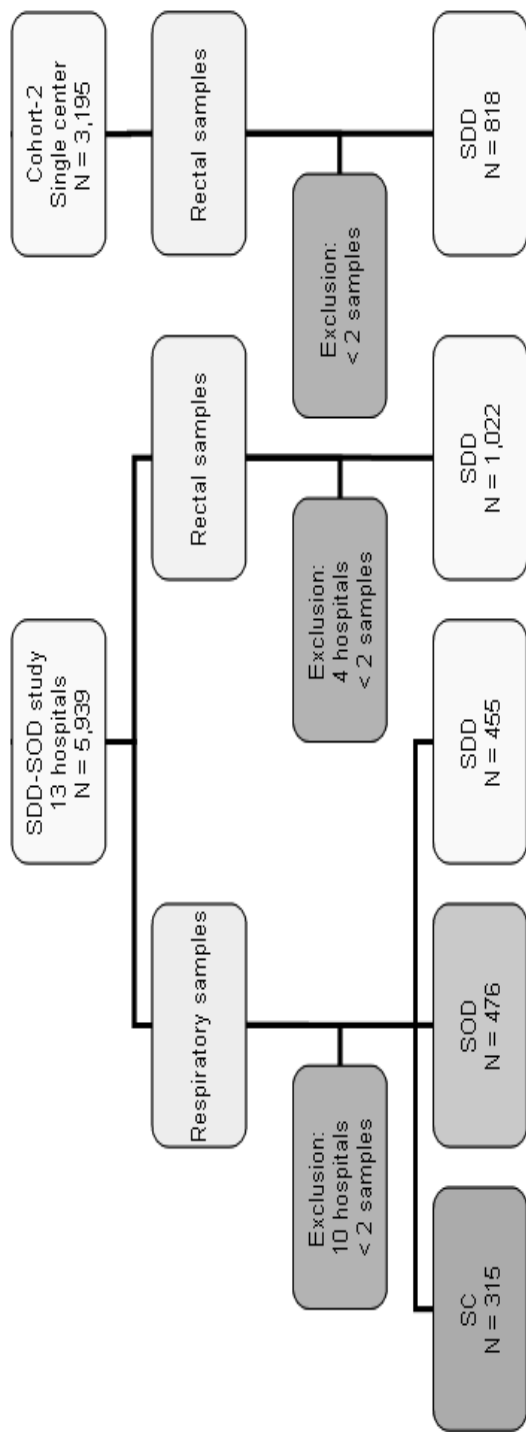 SDD-SOD study
13 hospitals
N = 5,939
Cohort-2
Single center
N = 3,195
Respiratory samples
Rectal samples
Rectal samples
Exclusion:
10 hospitals
< 2 samples
Exclusion:
4 hospitals
< 2 samples
Exclusion:
< 2 samples
SC
N = 315
SOD
N = 476
SDD
N = 455
SDD
N = 1,022
SDD
N = 818